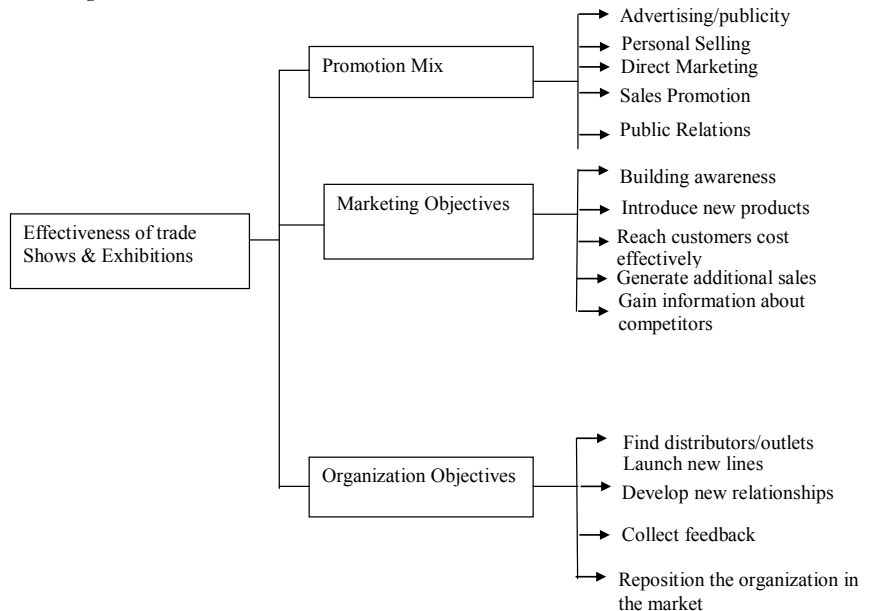 Advertising/publicity
Personal Selling
Direct Marketing
Sales Promotion
Public Relations
Promotion Mix
Building awareness
Introduce new products
Reach customers cost
effectively
Generate additional sales
Gain information about
competitors
Marketing Objectives
Effectiveness of trade
Shows & Exhibitions
Find distributors/outlets
Launch new lines
Develop new relationships
Collect feedback
Reposition the organization in
the market
Organization Objectives